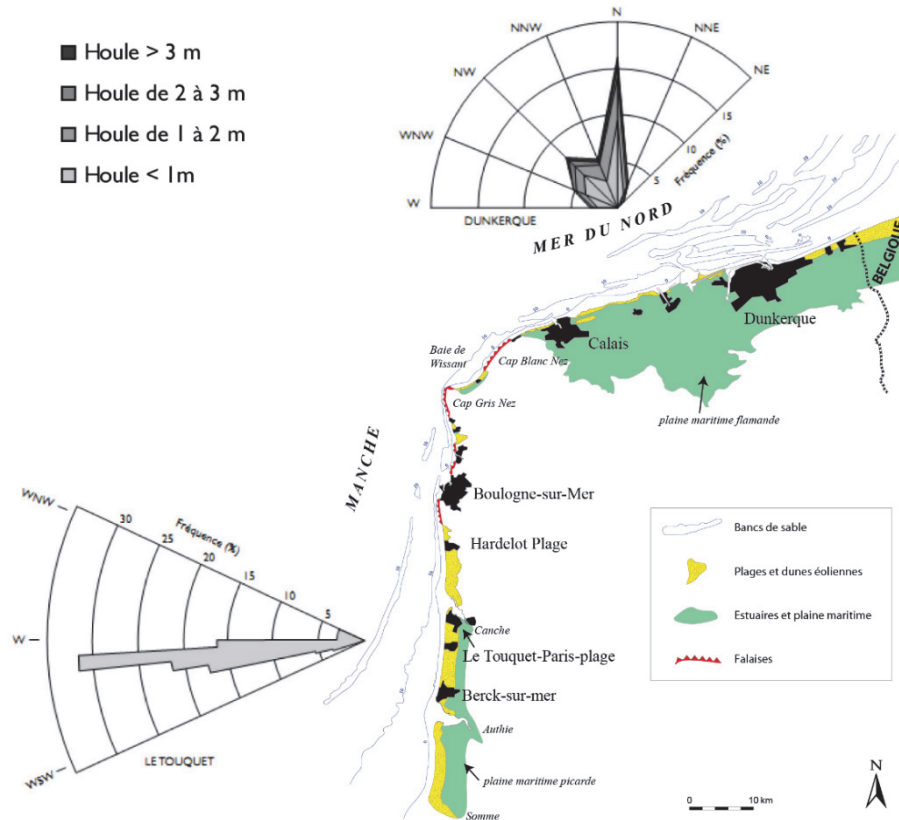 Houle > 3 m
Houle de 2 à 3 m
Houle de 1 à 2 m
Houle < 1m
N
NNW
NNE
NW
NE
WNW
W
15
10
5
Fréquence (%)
DUNKERQUE
MER DU NORD
BELGIQUE
Dunkerque
Calais
Baie de
Wissant
Cap Blanc Nez
Cap Gris Nez
plaine maritime flamande
MANCHE
Boulogne-sur-Mer
Hardelot Plage
Canche
Le Touquet-Paris-plage
Berck-sur-mer
Authie
plaine maritime picarde
Somme
WNW
30
25
20
15
10
5
Fréquence (%)
W
WSW
LE TOUQUET
Bancs de sable
Plages et dunes éoliennes
Estuaires et plaine maritime
Falaises
N
0
10 km